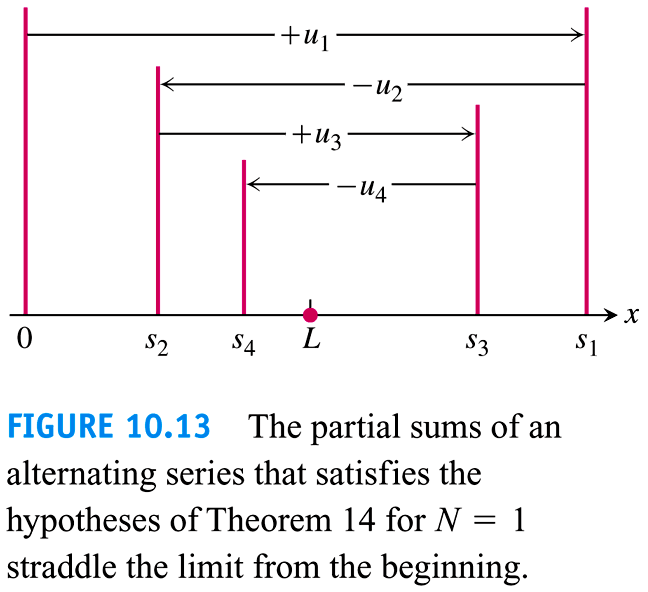 +u₁
−u₂
+u₃
−u₄
0 s₂ s₄ L s₃ s₁ x
FIGURE 10.13 The partial sums of an
alternating series that satisfies the
hypotheses of Theorem 14 for N = 1
straddle the limit from the beginning.